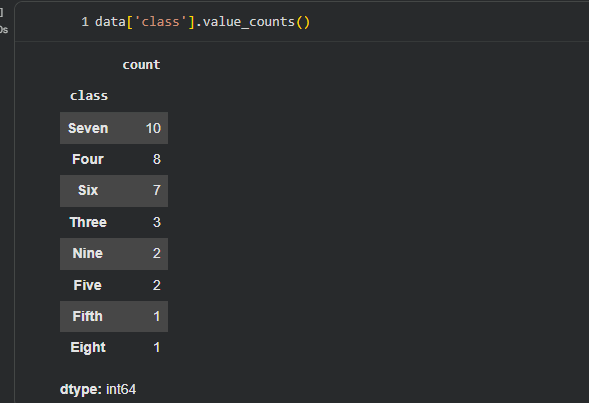 ]
0s
1 data['class'].value_counts()
count
class
Seven 10
Four 8
Six 7
Three 3
Nine 2
Five 2
Fifth 1
Eight 1
dtype: int64